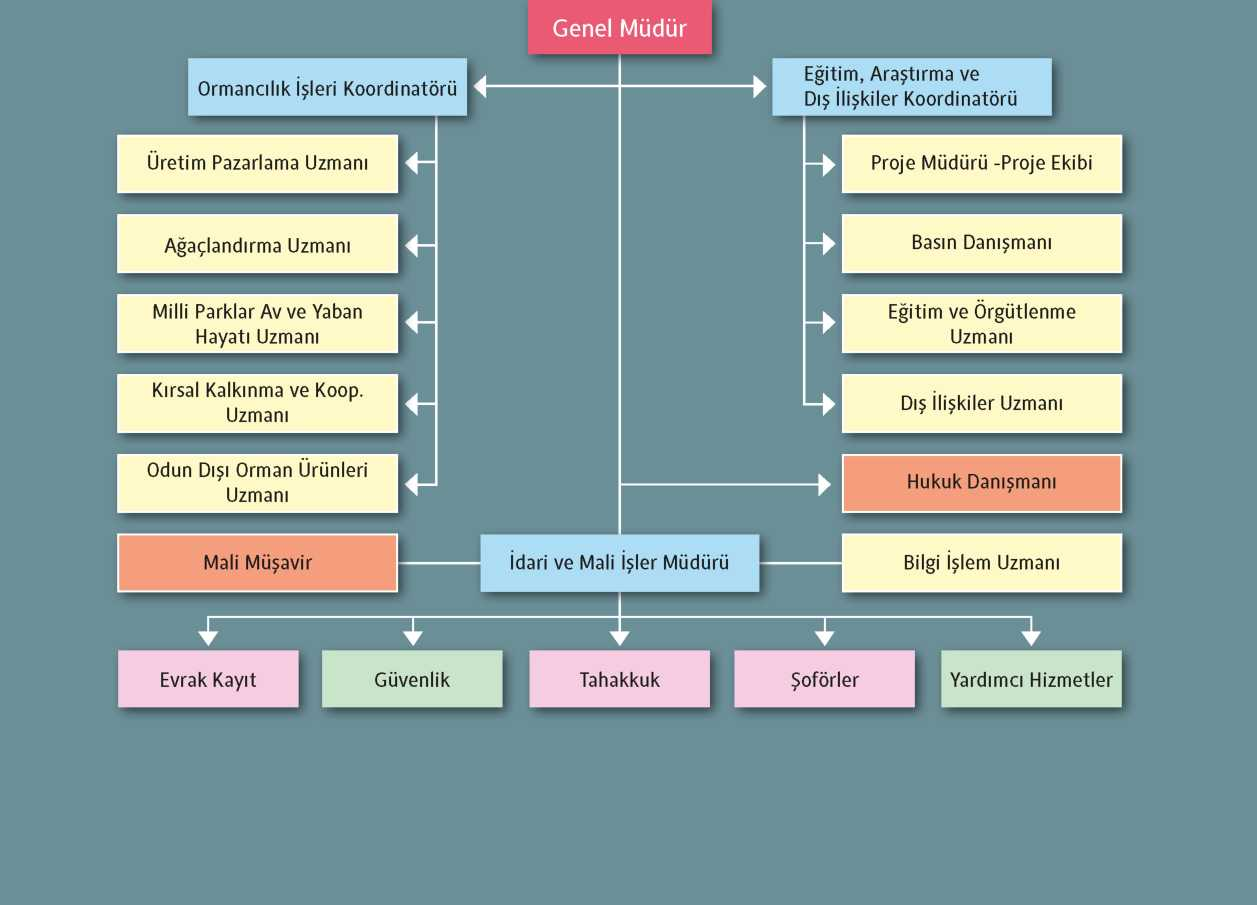 Genel Müdür
Ormancılık İşleri Koordinatörü
Eğitim, Araştırma ve
Dış İlişkiler Koordinatörü
Üretim Pazarlama Uzmanı
Proje Müdürü -Proje Ekibi
Ağaçlandırma Uzmanı
Basın Danışmanı
Milli Parklar Av ve Yaban
Hayatı Uzmanı
Eğitim ve Örgütlenme
Uzmanı
Kırsal Kalkınma ve Koop.
Uzmanı
Dış İlişkiler Uzmanı
Odun Dışı Orman Ürünleri
Uzmanı
Hukuk Danışmanı
Mali Müşavir
İdari ve Mali İşler Müdürü
Bilgi İşlem Uzmanı
Evrak Kayıt
Güvenlik
Tahakkuk
Şoförler
Yardımcı Hizmetler